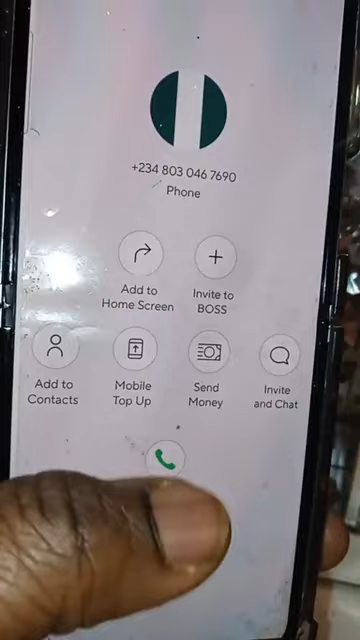 +234 803 046 7690
Phone
Add to
Home Screen
Invite to
BOSS
Add to
Contacts
Mobile
Top Up
Send
Money
Invite
and Chat